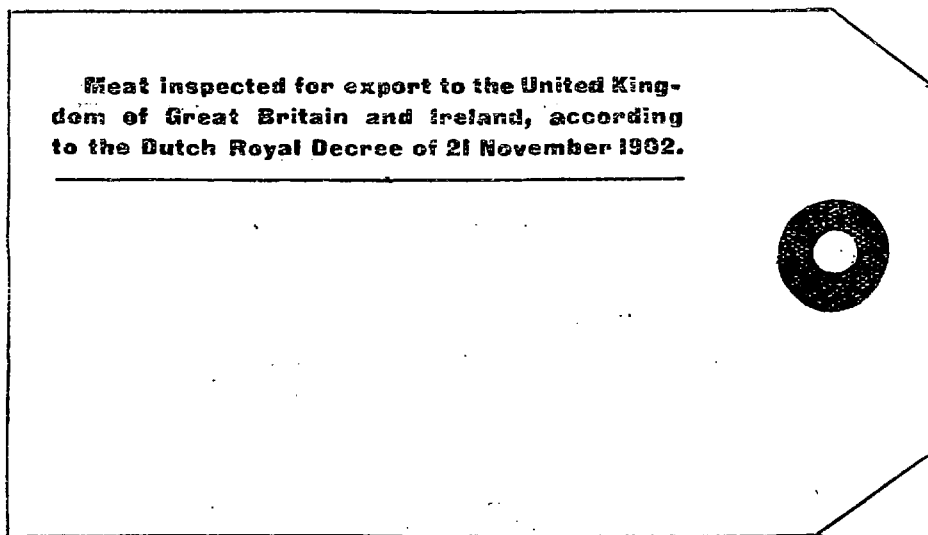 Meat inspected for export to the United King-
dom of Great Britain and Ireland, according
to the Dutch Royal Decree of 21 November 1902.